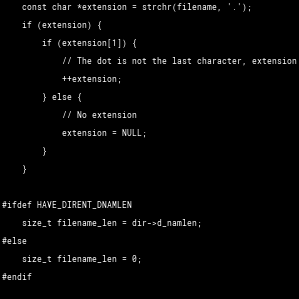 const char *extension = strchr(filename, '.');
if (extension) {
if (extension[1]) {
// The dot is not the last character, extension
++extension;
} else {
// No extension
extension = NULL;
}
}
#ifdef HAVE_DIRENT_DNAMLEN
size_t filename_len = dir->d_namlen;
#else
size_t filename_len = 0;
#endif